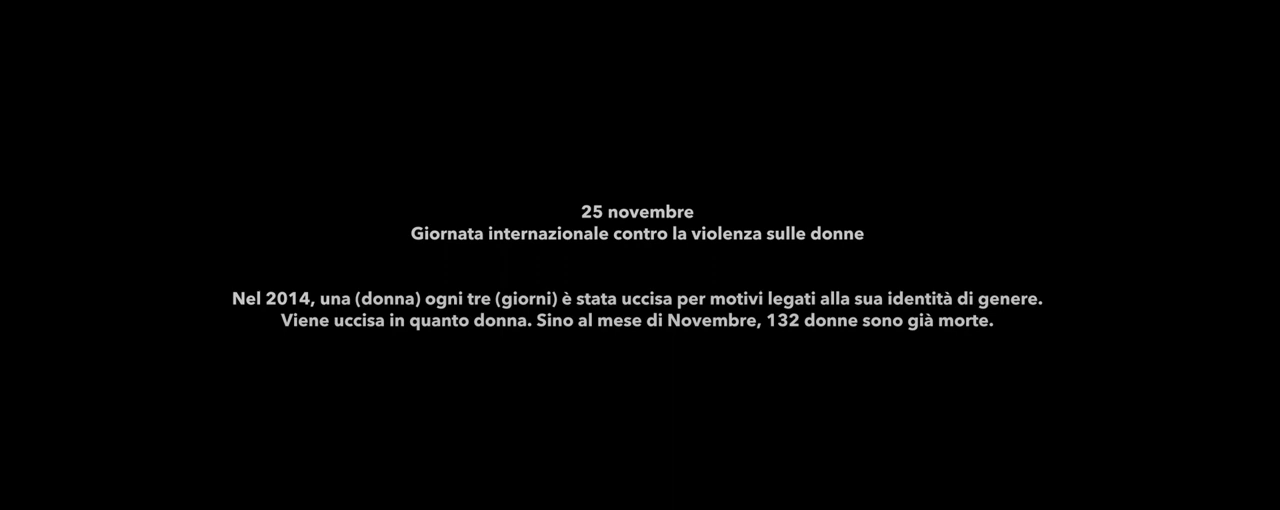 25 novembre
Giornata internazionale contro la violenza sulle donne
Nel 2014, una (donna) ogni tre (giorni) è stata uccisa per motivi legati alla sua identità di genere.
Viene uccisa in quanto donna. Sino al mese di Novembre, 132 donne sono già morte.